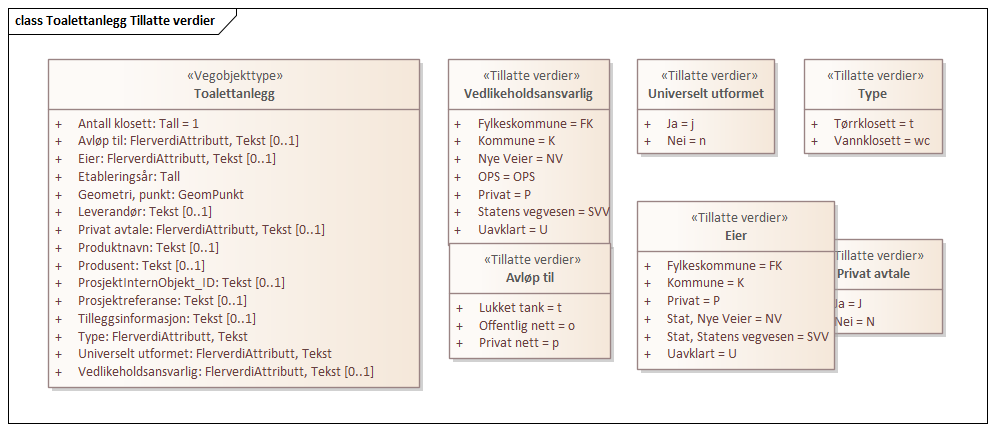 class Toalettanlegg Tillatte verdier
«Vegobjekttype»
Toalettanlegg
+ Antall klosett: Tall = 1
+ Avløp til: FlerverdiAttributt, Tekst [0..1]
+ Eier: FlerverdiAttributt, Tekst [0..1]
+ Etableringsår: Tall
+ Geometri, punkt: GeomPunkt
+ Leverandør: Tekst [0..1]
+ Privat avtale: FlerverdiAttributt, Tekst [0..1]
+ Produktnavn: Tekst [0..1]
+ Produsent: Tekst [0..1]
+ ProsjektInternObjekt_ID: Tekst [0..1]
+ Prosjektreferanse: Tekst [0..1]
+ Tilleggsinformasjon: Tekst [0..1]
+ Type: FlerverdiAttributt, Tekst
+ Universelt utformet: FlerverdiAttributt, Tekst
+ Vedlikeholdsansvarlig: FlerverdiAttributt, Tekst [0..1]
«Tillatte verdier»
Vedlikeholdsansvarlig
+ Fylkeskommune = FK
+ Kommune = K
+ Nye Veier = NV
+ OPS = OPS
+ Privat = P
+ Statens vegvesen = SVV
+ Uavklart = U
«Tillatte verdier»
Avløp til
+ Lukket tank = t
+ Offentlig nett = o
+ Privat nett = p
«Tillatte verdier»
Universelt utformet
+ Ja = j
+ Nei = n
«Tillatte verdier»
Type
+ Tørrklosett = t
+ Vannklosett = wc
«Tillatte verdier»
Eier
+ Fylkeskommune = FK
+ Kommune = K
+ Privat = P
+ Stat, Nye Veier = NV
+ Stat, Statens vegvesen = SVV
+ Uavklart = U
«Tillatte verdier»
Privat avtale
Ja = J
Nei = N